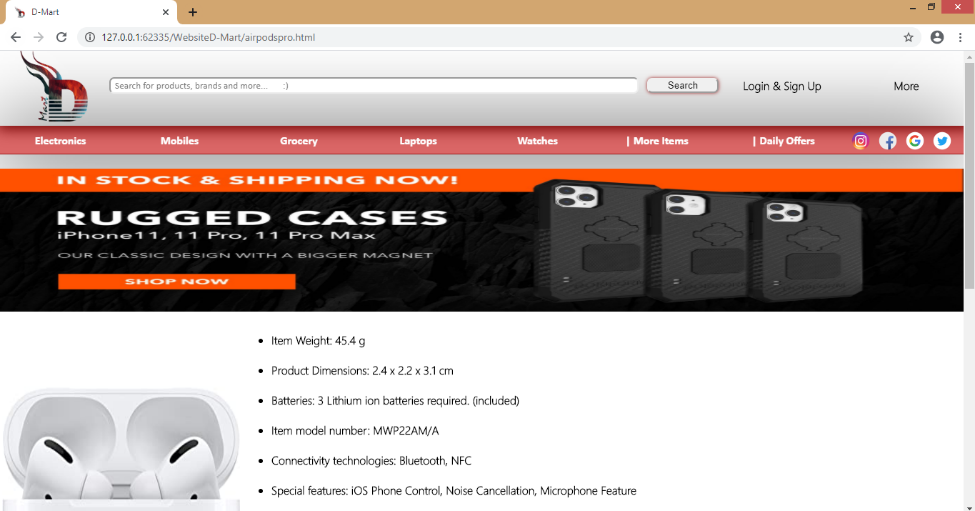 D-Mart
127.0.0.1:62335/WebsiteD-Mart/airpodspro.html
Mart D
Search for products, brands and more... :)
Search
Login & Sign Up
More
Electronics
Mobiles
Grocery
Laptops
Watches
| More Items
| Daily Offers
IN STOCK & SHIPPING NOW!
RUGGED CASES
iPhone11, 11 Pro, 11 Pro Max
OUR CLASSIC DESIGN WITH A BIGGER MAGNET
SHOP NOW
• Item Weight: 45.4 g
• Product Dimensions: 2.4 x 2.2 x 3.1 cm
• Batteries: 3 Lithium ion batteries required. (included)
• Item model number: MWP22AM/A
• Connectivity technologies: Bluetooth, NFC
• Special features: iOS Phone Control, Noise Cancellation, Microphone Feature